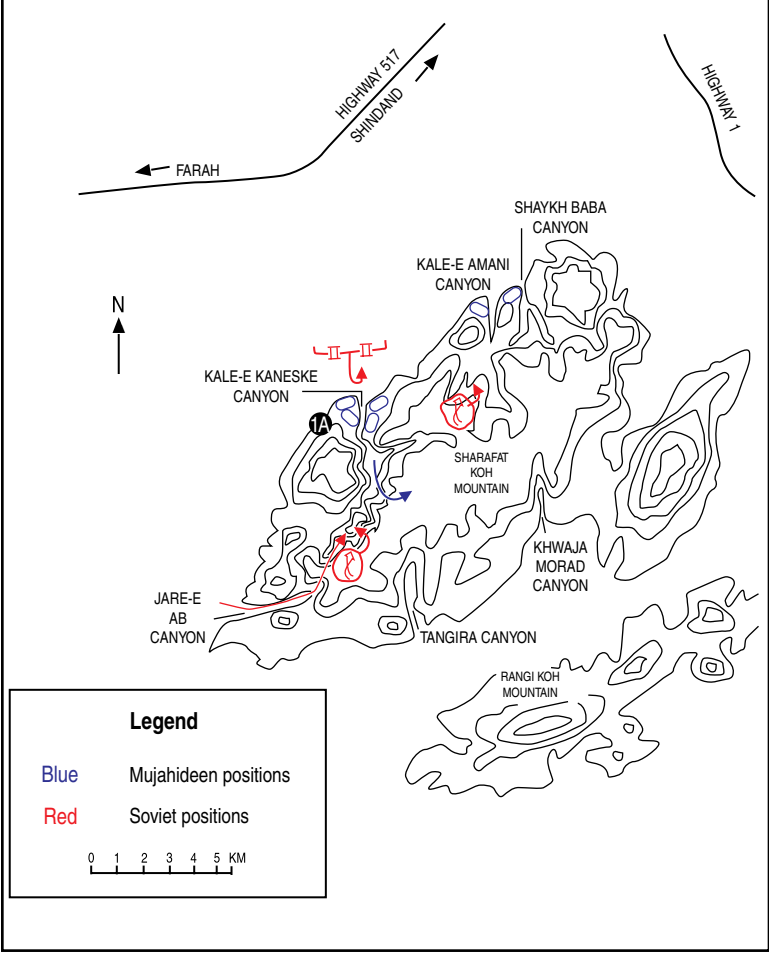 HIGHWAY 517
SHINDAND
HIGHWAY 1
FARAH
SHAYKH BABA
CANYON
KALE-E AMANI
CANYON
N
KALE-E KANESKE
CANYON
1A
SHARAFAT
KOH
MOUNTAIN
KHWAJA
MORAD
CANYON
JARE-E
AB
CANYON
TANGIRA CANYON
RANGI KOH
MOUNTAIN
Legend
Blue Mujahideen positions
Red Soviet positions
0 1 2 3 4 5 KM